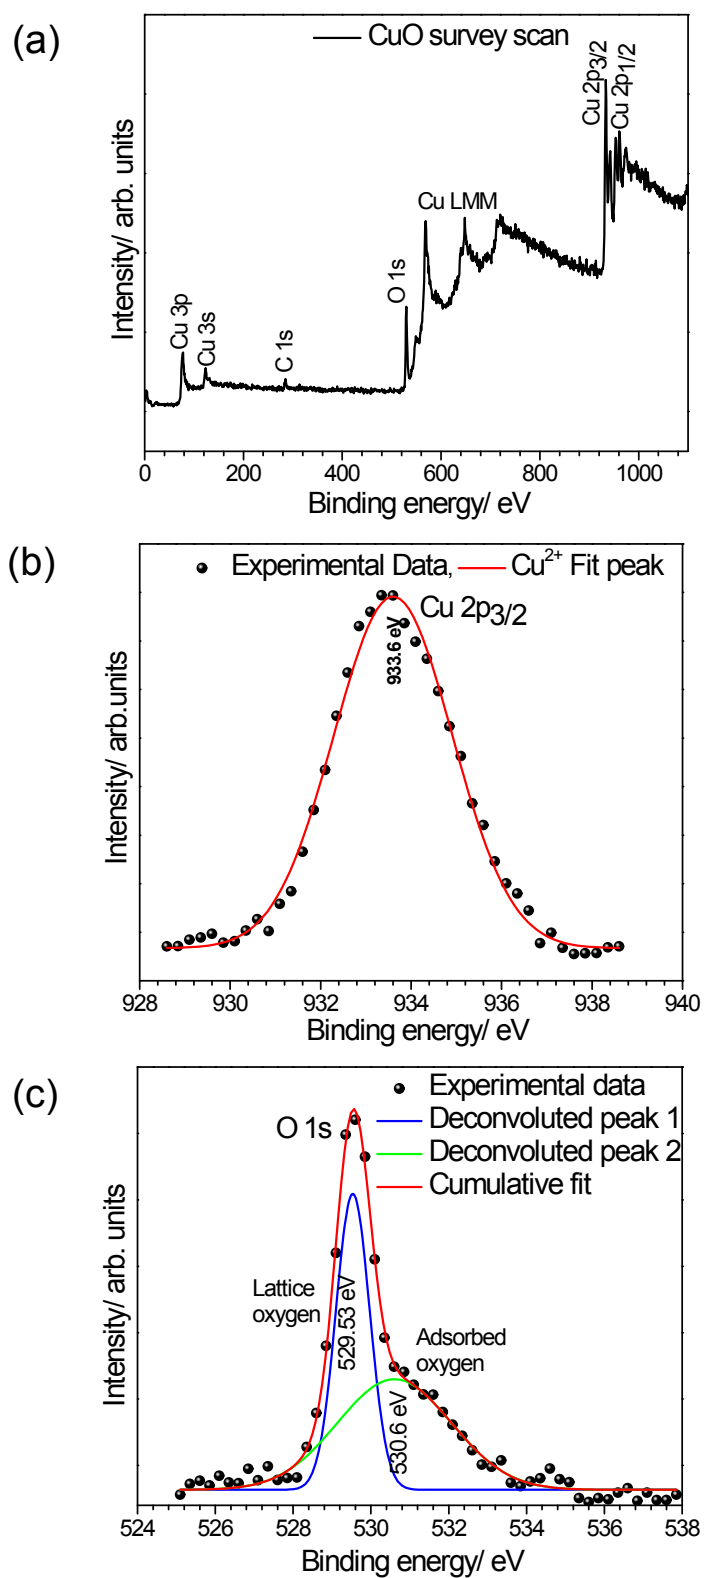 (a)
CuO survey scan
Intensity/ arb. units
Cu 3p
Cu 3s
C 1s
O 1s
Cu LMM
Cu 2p3/2
Cu 2p1/2
0 200 400 600 800 1000
Binding energy/ eV
(b)
Experimental Data, Cu2+ Fit peak
Cu 2p3/2
933.6 eV
Intensity/ arb.units
928 930 932 934 936 938 940
Binding energy/ eV
(c)
Experimental data
Deconvoluted peak 1
Deconvoluted peak 2
Cumulative fit
O 1s
Intensity/ arb. units
Lattice
oxygen
529.53 eV
Adsorbed
oxygen
530.6 eV
524 526 528 530 532 534 536 538
Binding energy/ eV